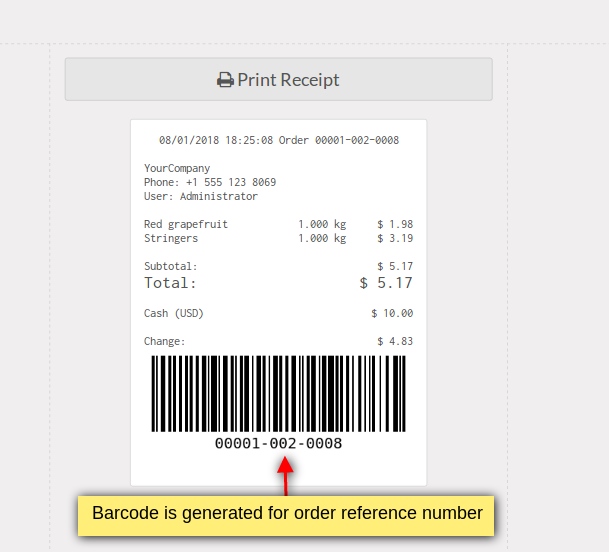 Print Receipt
08/01/2018 18:25:08 Order 00001-002-0008
YourCompany
Phone: +1 555 123 8069
User: Administrator
Red grapefruit 1.000 kg $ 1.98
Stringers 1.000 kg $ 3.19
Subtotal: $ 5.17
Total: $ 5.17
Cash (USD) $ 10.00
Change: $ 4.83
00001-002-0008
Barcode is generated for order reference number